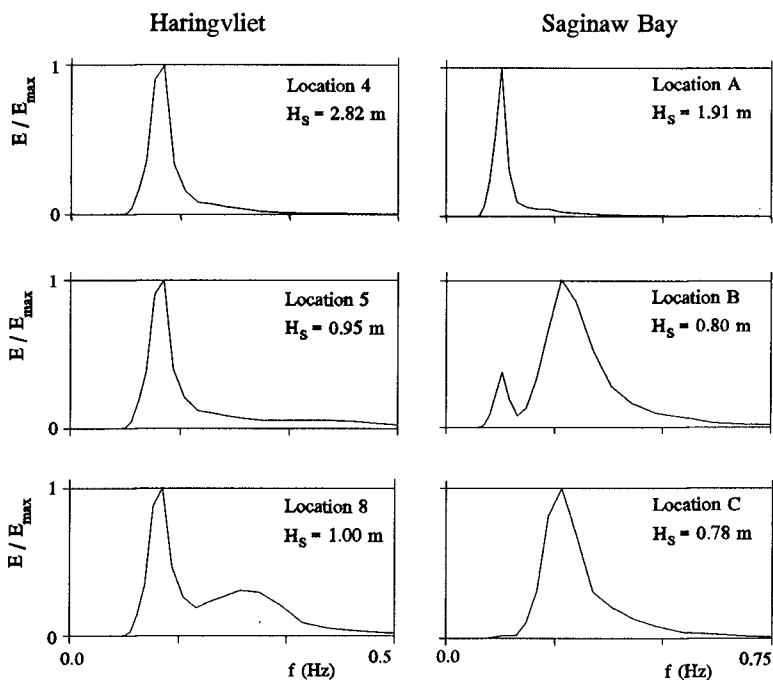 Haringvliet
Saginaw Bay
E / Emax
1
0
Location 4
Hs = 2.82 m
Location A
Hs = 1.91 m
E / Emax
1
0
Location 5
Hs = 0.95 m
Location B
Hs = 0.80 m
E / Emax
1
0
Location 8
Hs = 1.00 m
Location C
Hs = 0.78 m
0.0 f (Hz) 0.5
0.0 f (Hz) 0.75